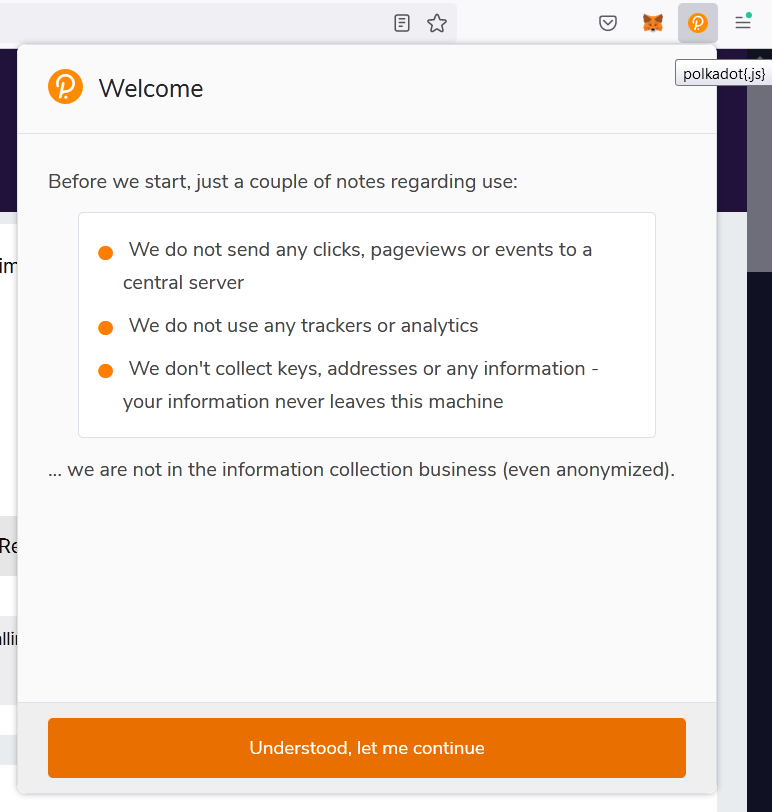 polkadot{.js}
Welcome
Before we start, just a couple of notes regarding use:
We do not send any clicks, pageviews or events to a
central server
We do not use any trackers or analytics
We don't collect keys, addresses or any information -
your information never leaves this machine
... we are not in the information collection business (even anonymized).
Understood, let me continue